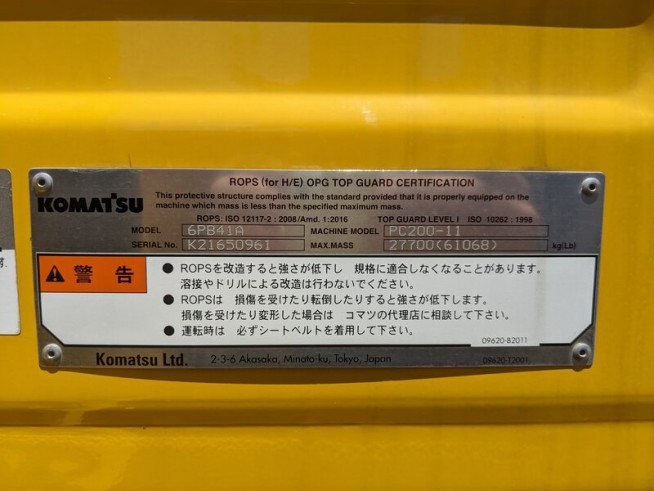 ROPS (for H/E) OPG TOP GUARD CERTIFICATION
KOMATSU
This protective structure complies with the standard provided that it is properly equipped on the
machine which mass is less than the specified maximum mass.
ROPS: ISO 12117-2 : 2008/Amd. 1:2016 TOP GUARD LEVEL I ISO 10262 : 1998
MODEL 6PB41A MACHINE MODEL PC200-11
SERIAL No. K21650961 MAX.MASS 27700(61068) kg(Lb)
警告
● ROPSを改造すると強さが低下し 規格に適合しなくなることがあります。
溶接やドリルによる改造は行わないでください。
● ROPSは 損傷を受けたり転倒したりすると強さが低下します。
損傷を受けたり変形した場合は コマツの代理店に相談して下さい。
● 運転時は 必ずシートベルトを着用して下さい。
09620-B2011
Komatsu Ltd. 2-3-6 Akasaka, Minato-ku, Tokyo, Japan